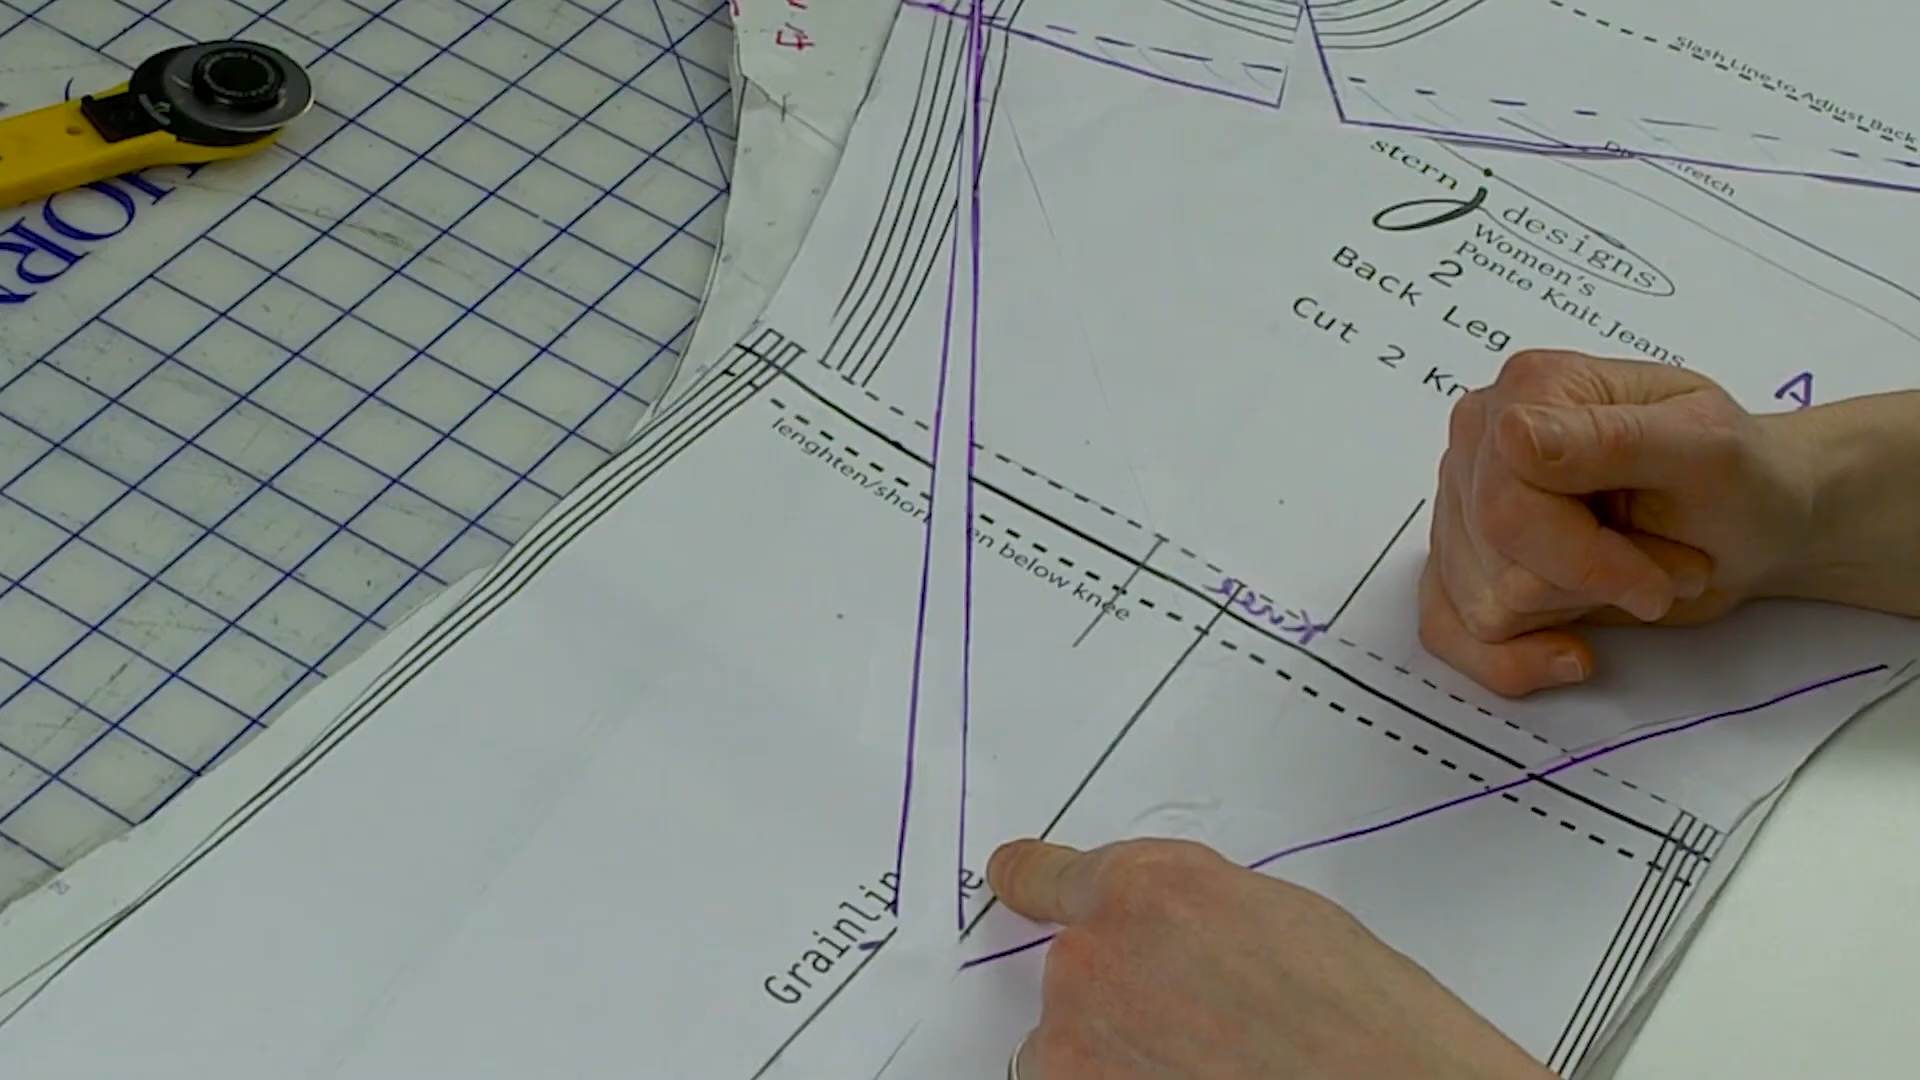 Slash Line to Adjust Back
stern
J designs
Women's
Ponte Knit Jeans
2
Back Leg
Cut 2 Kn
A
lenghten/shorten below knee
Knee
Grainline